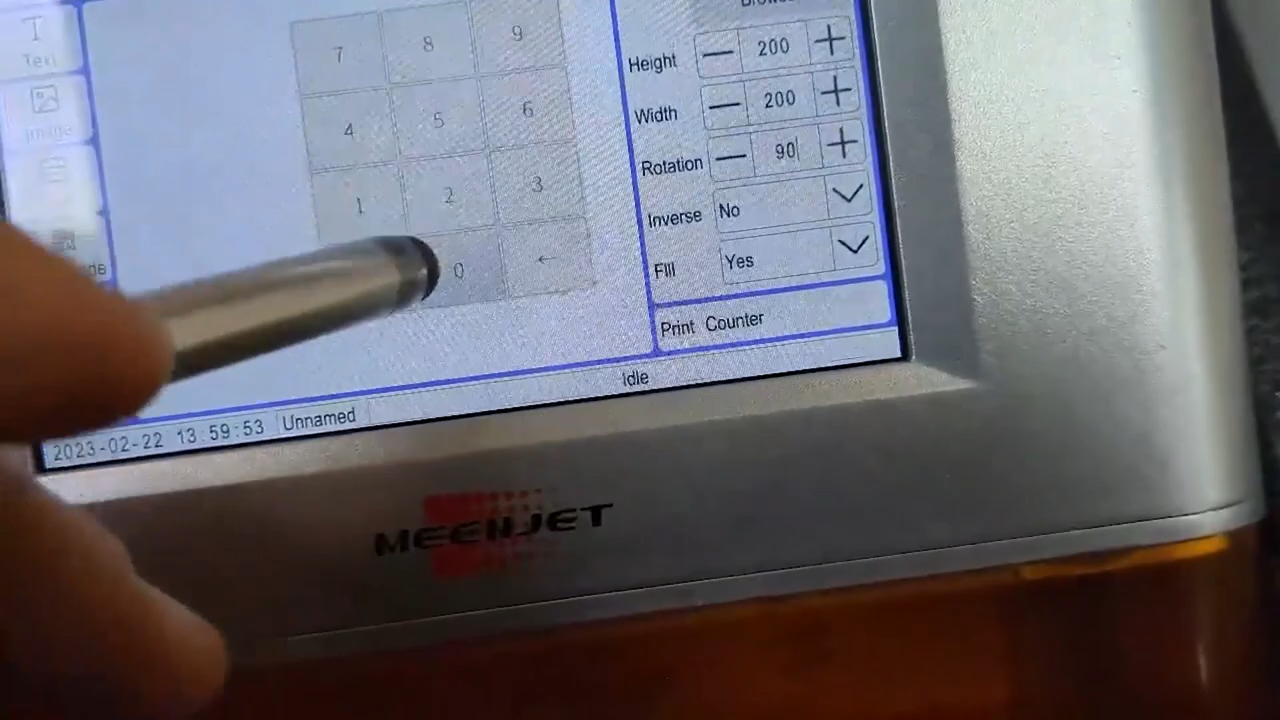 Text
Image
7 8 9
4 5 6
1 2 3
0 ←
Height — 200 +
Width — 200 +
Rotation — 90 +
Inverse No
Fill Yes
Print Counter
Idle
2023-02-22 13:59:53 Unnamed
MEENJET